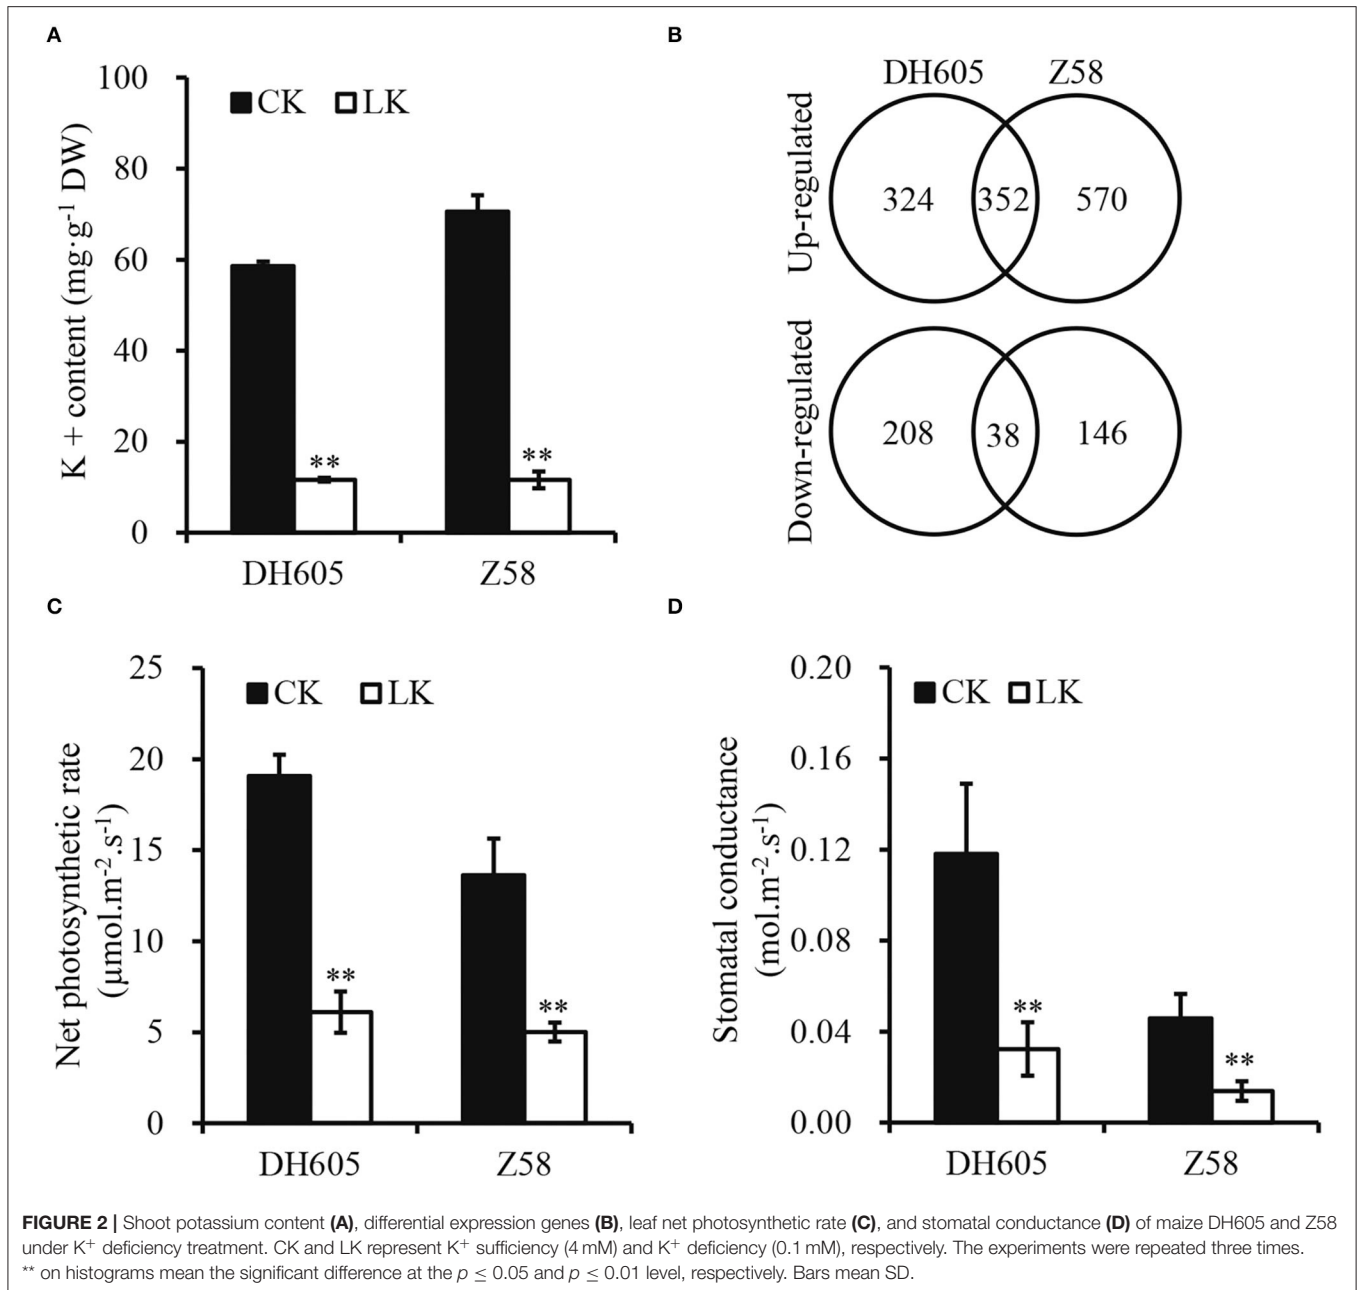 A
K + content (mg·g-1 DW)
100
80
60
40
20
0
CK LK
**
**
DH605 Z58
B
DH605 Z58
Up-regulated
324 352 570
Down-regulated
208 38 146
C
Net photosynthetic rate
(μmol.m-2.s-1)
25
20
15
10
5
0
CK LK
**
**
DH605 Z58
D
Stomatal conductance
(mol.m-2.s-1)
0.20
0.16
0.12
0.08
0.04
0.00
CK LK
**
**
DH605 Z58
FIGURE 2 | Shoot potassium content (A), differential expression genes (B), leaf net photosynthetic rate (C), and stomatal conductance (D) of maize DH605 and Z58
under K+ deficiency treatment. CK and LK represent K+ sufficiency (4 mM) and K+ deficiency (0.1 mM), respectively. The experiments were repeated three times.
** on histograms mean the significant difference at the p ≤ 0.05 and p ≤ 0.01 level, respectively. Bars mean SD.